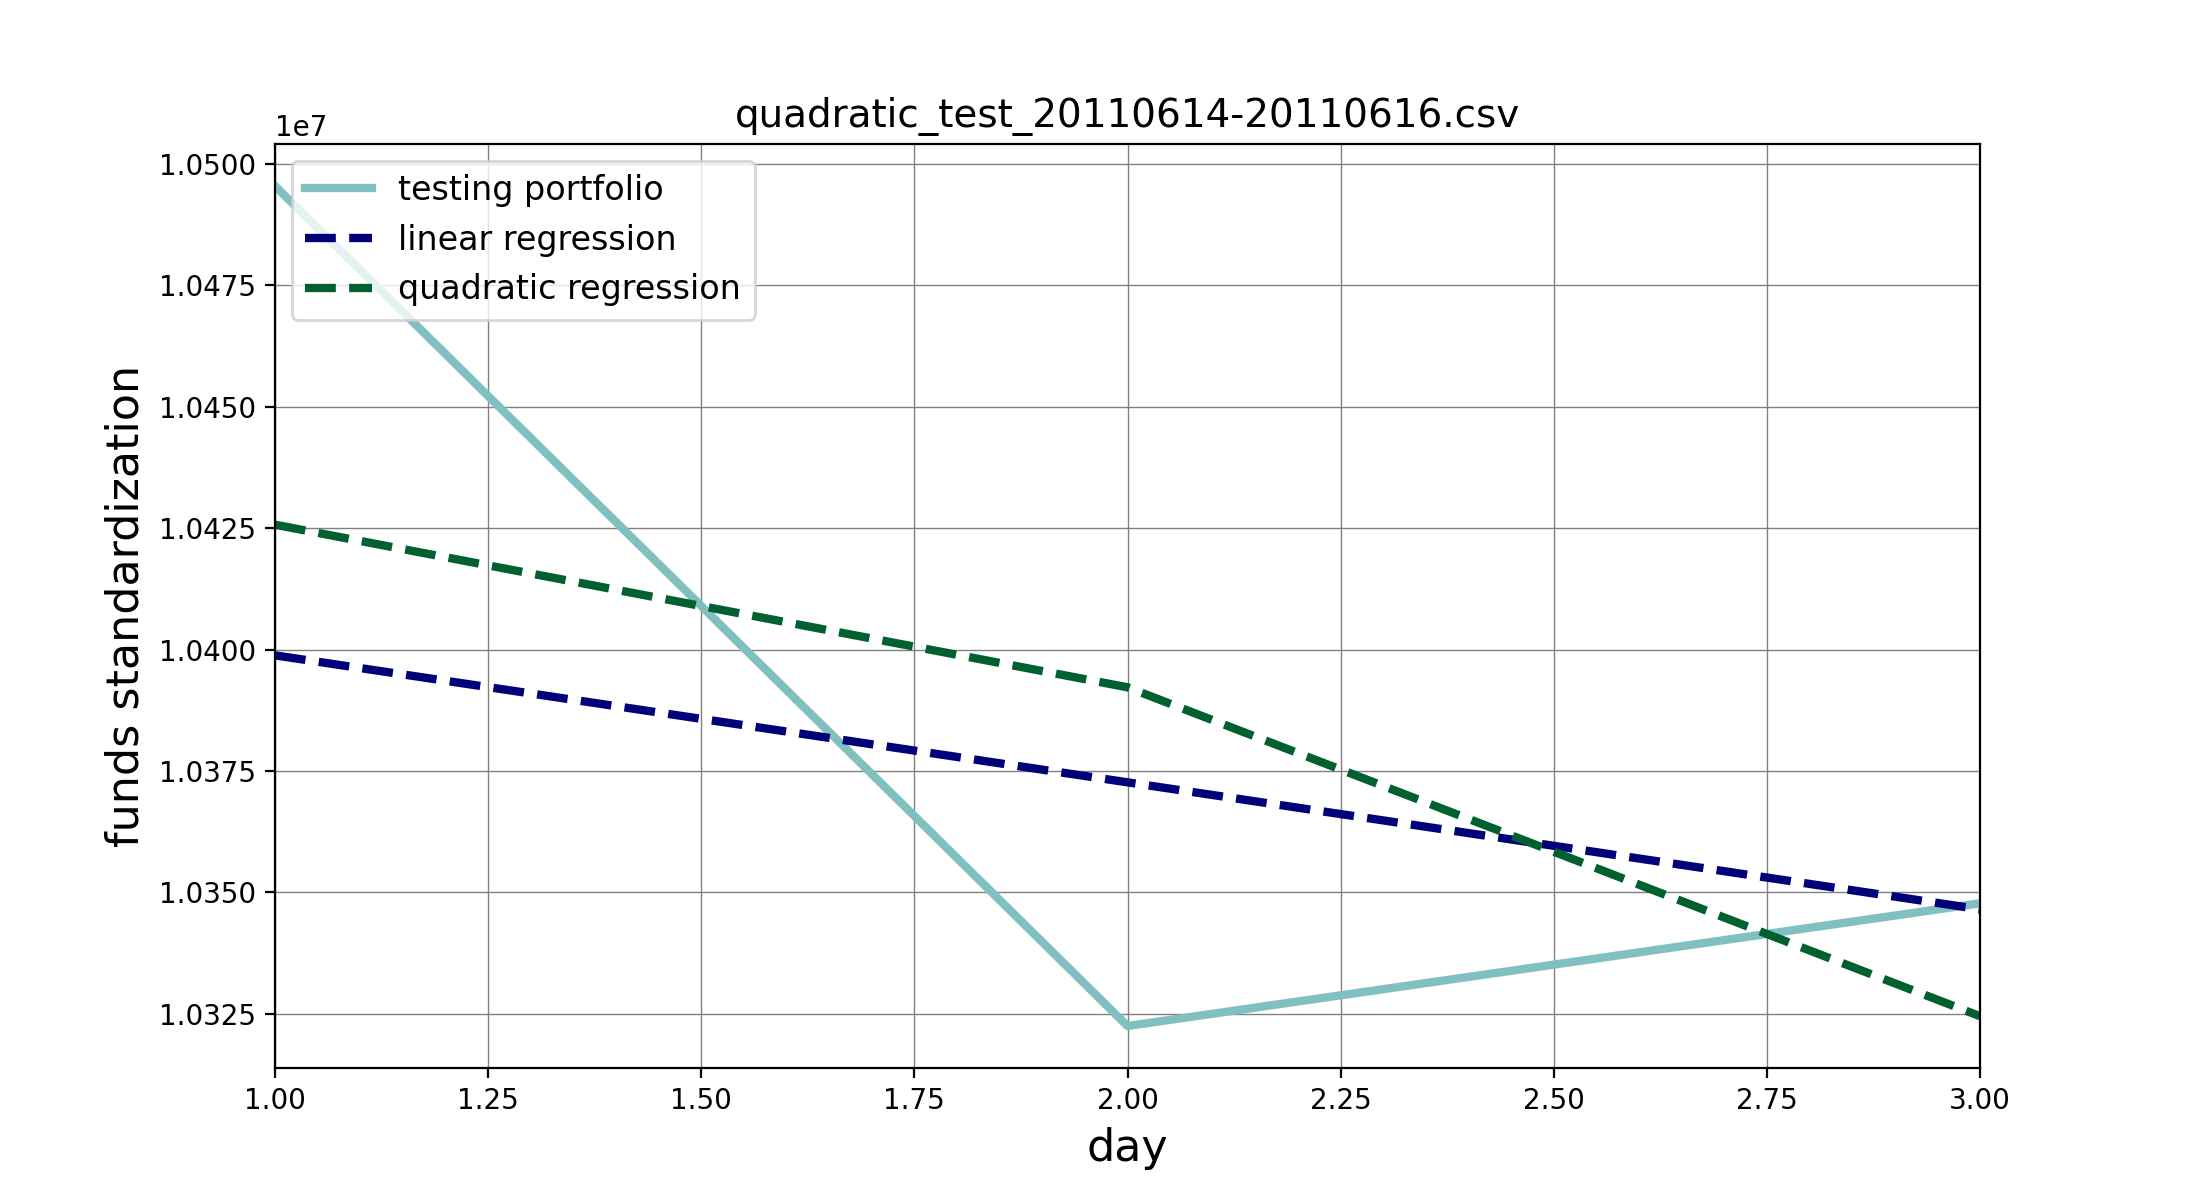 quadratic_test_20110614-20110616.csv
1e7
testing portfolio
linear regression
quadratic regression
funds standardization
1.0500
1.0475
1.0450
1.0425
1.0400
1.0375
1.0350
1.0325
1.00 1.25 1.50 1.75 2.00 2.25 2.50 2.75 3.00
day